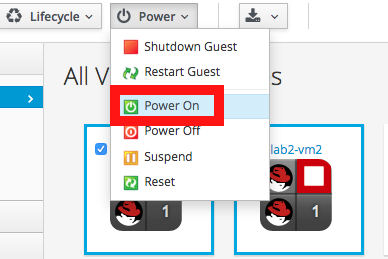 Lifecycle
Power
Shutdown Guest
Restart Guest
All V
s
Power On
Power Off
Suspend
Reset
lab2-vm2
1
1